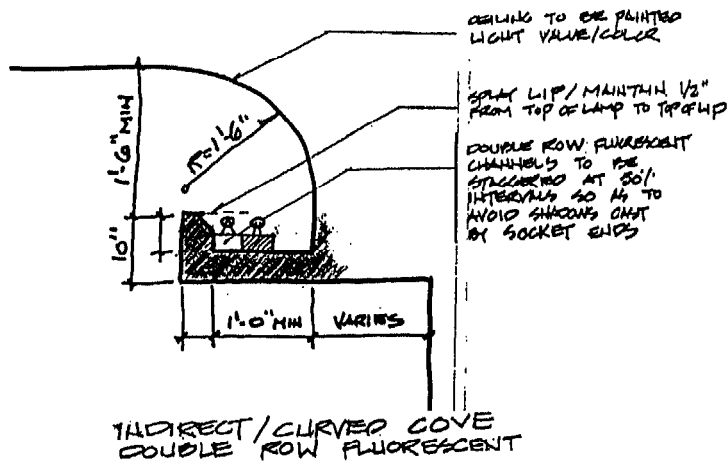 CEILING TO BE PAINTED
LIGHT VALUE/COLOR
SPLAY LIP/ MAINTAIN 1/2"
FROM TOP OF LAMP TO TOP OF LIP
DOUBLE ROW FLUORESCENT
CHANNELS TO BE
STAGGERED AT 50%
INTERVALS SO AS TO
AVOID SHADOWS CAST
BY SOCKET ENDS
1'-6" MIN
r=1'-6"
10"
1'-0" MIN
VARIES
INDIRECT/CURVED COVE
DOUBLE ROW FLUORESCENT